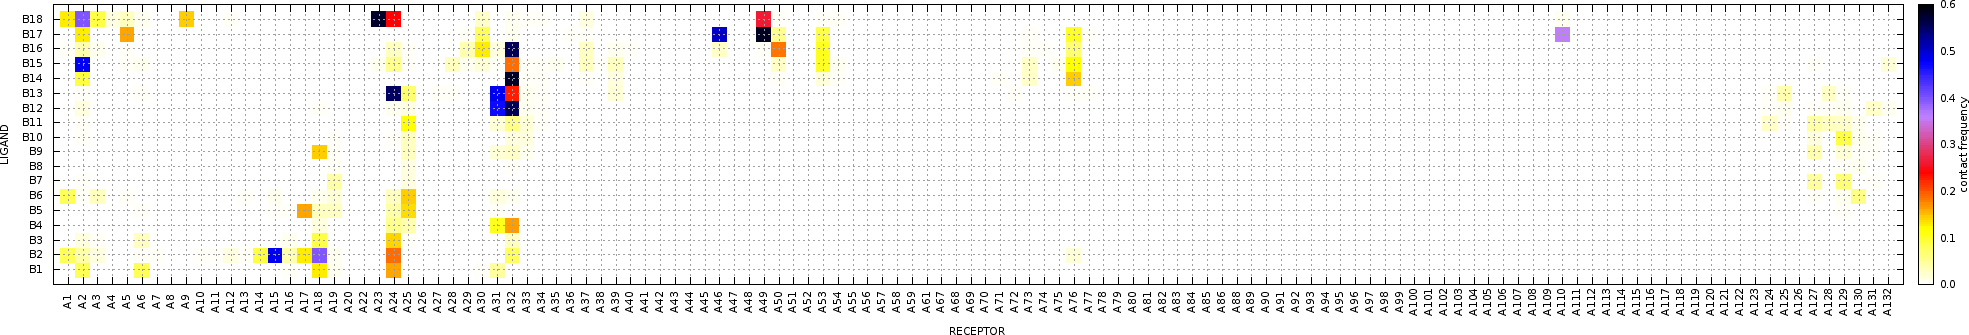 LIGAND
B18
B17
B16
B15
B14
B13
B12
B11
B10
B9
B8
B7
B6
B5
B4
B3
B2
B1
A1 A2 A3 A4 A5 A6 A7 A8 A9 A10 A11 A12 A13 A14 A15 A16 A17 A18 A19 A20 A22 A23 A24 A25 A26 A27 A28 A29 A30 A31 A32 A33 A34 A35 A36 A37 A38 A39 A40 A41 A42 A43 A44 A45 A46 A47 A48 A49 A50 A51 A52 A53 A54 A55 A56 A57 A58 A59 A61 A67 A68 A69 A70 A71 A72 A73 A74 A75 A76 A77 A78 A79 A80 A81 A82 A83 A84 A85 A86 A88 A89 A90 A91 A92 A93 A94 A95 A96 A97 A98 A99 A100 A101 A102 A103 A104 A105 A106 A107 A108 A109 A110 A111 A112 A113 A114 A115 A116 A117 A118 A119 A120 A121 A122 A123 A124 A125 A126 A127 A128 A129 A130 A131 A132
RECEPTOR
0.6
0.5
0.4
0.3
0.2
0.1
0.0
contact frequency